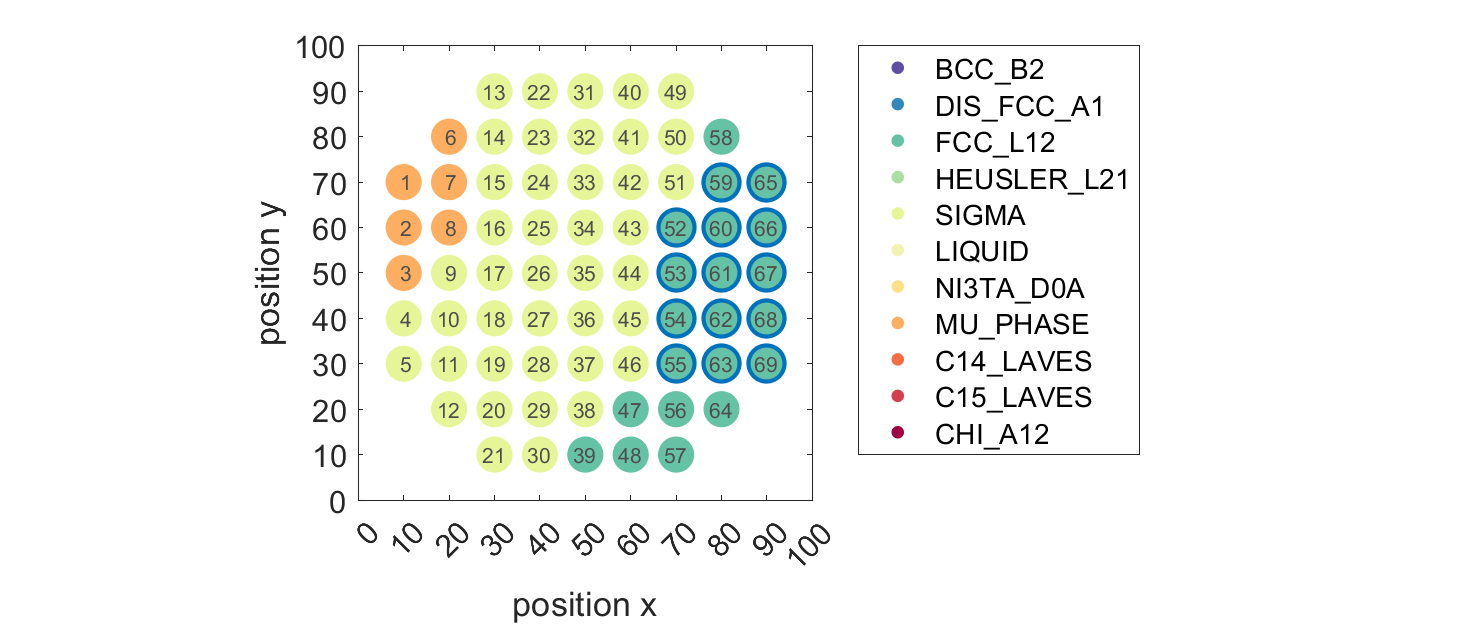 100
90 13 22 31 40 49
80 6 14 23 32 41 50 58
70 1 7 15 24 33 42 51 59 65
60 2 8 16 25 34 43 52 60 66
50 3 9 17 26 35 44 53 61 67
40 4 10 18 27 36 45 54 62 68
30 5 11 19 28 37 46 55 63 69
20 12 20 29 38 47 56 64
10 21 30 39 48 57
0
0 10 20 30 40 50 60 70 80 90 100
position x
position y
BCC_B2
DIS_FCC_A1
FCC_L12
HEUSLER_L21
SIGMA
LIQUID
NI3TA_D0A
MU_PHASE
C14_LAVES
C15_LAVES
CHI_A12